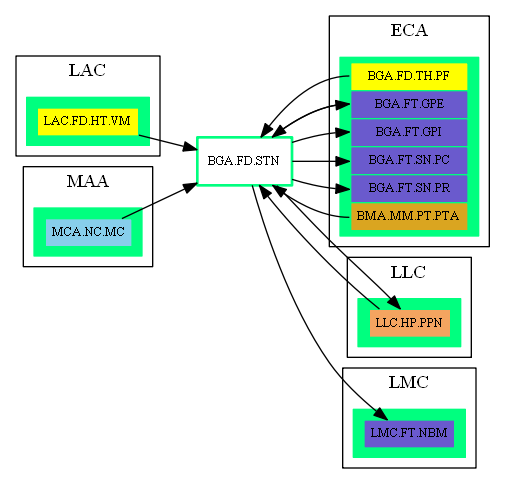 LAC
LAC.FD.HT.VM
MAA
MCA.NC.MC
BGA.FD.STN
ECA
BGA.FD.TH.PF
BGA.FT.GPE
BGA.FT.GPI
BGA.FT.SN.PC
BGA.FT.SN.PR
BMA.MM.PT.PTA
LLC
LLC.HP.PPN
LMC
LMC.FT.NBM